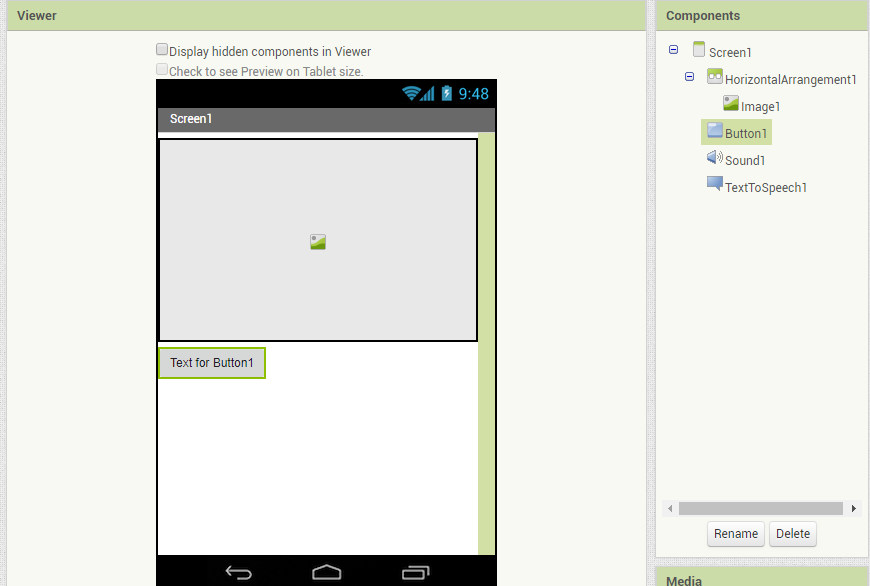 Viewer
Display hidden components in Viewer
Check to see Preview on Tablet size.
9:48
Screen1
Text for Button1
Components
Screen1
HorizontalArrangement1
Image1
Button1
Sound1
TextToSpeech1
Rename Delete
Media